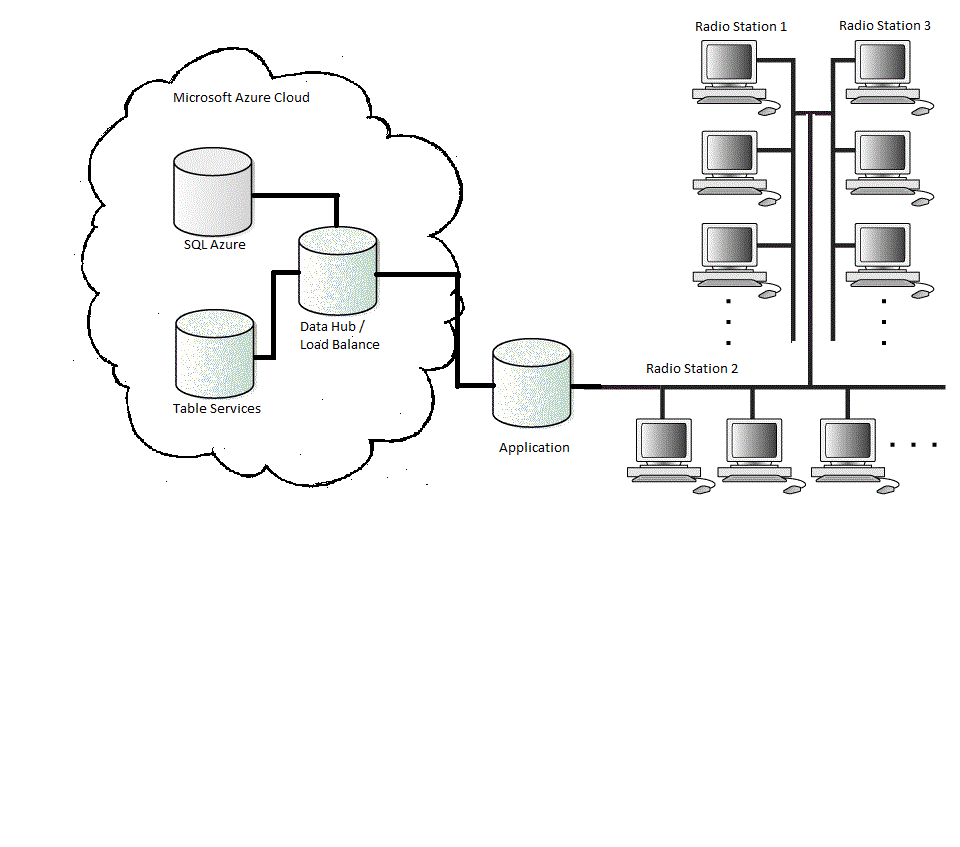 Radio Station 1
Radio Station 3
Microsoft Azure Cloud
SQL Azure
Data Hub /
Load Balance
Radio Station 2
Table Services
Application